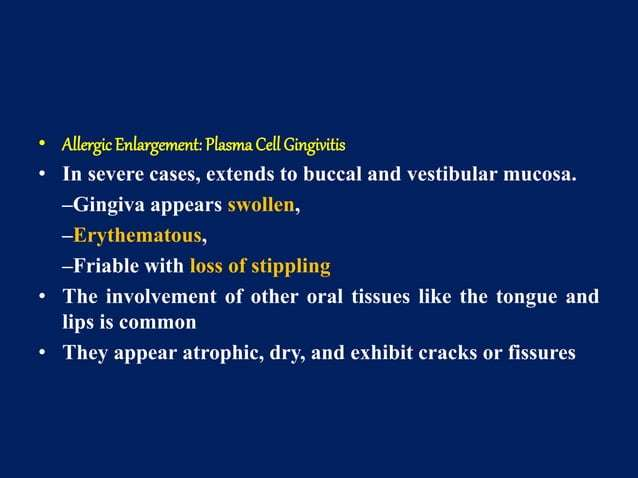 • Allergic Enlargement: Plasma Cell Gingivitis
• In severe cases, extends to buccal and vestibular mucosa.
–Gingiva appears swollen,
–Erythematous,
–Friable with loss of stippling
• The involvement of other oral tissues like the tongue and
lips is common
• They appear atrophic, dry, and exhibit cracks or fissures